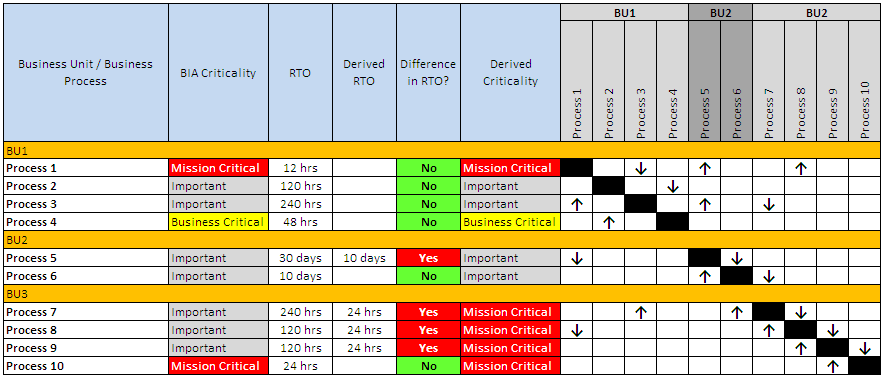 BU1 BU2 BU2
Business Unit / Business Process BIA Criticality RTO Derived RTO Difference in RTO? Derived Criticality Process 1 Process 2 Process 3 Process 4 Process 5 Process 6 Process 7 Process 8 Process 9 Process 10
BU1
Process 1 Mission Critical 12 hrs No Mission Critical ↓ ↑ ↑
Process 2 Important 120 hrs No Important ↓
Process 3 Important 240 hrs No Important ↑ ↑ ↓
Process 4 Business Critical 48 hrs No Business Critical ↑
BU2
Process 5 Important 30 days 10 days Yes Important ↓ ↓
Process 6 Important 10 days No Important ↑ ↓
BU3
Process 7 Important 240 hrs 24 hrs Yes Mission Critical ↑ ↑ ↓
Process 8 Important 120 hrs 24 hrs Yes Mission Critical ↓ ↑ ↓
Process 9 Important 120 hrs 24 hrs Yes Mission Critical ↑ ↓
Process 10 Mission Critical 24 hrs No Mission Critical ↑